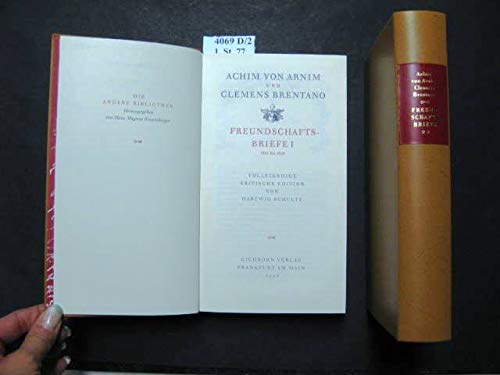 4069 D/2
1. St. 77
DIE
ANDERE BIBLIOTHEK
Herausgegeben
von Hans Magnus Enzensberger
ACHIM VON ARNIM
UND
CLEMENS BRENTANO
FREUNDSCHAFTS-
BRIEFE I
VOLLSTÄNDIGE
KRITISCHE EDITION
VON
HARTWIG SCHULTZ
EICHBORN VERLAG
FRANKFURT AM MAIN
1998
Achim
von Arnim
Clemens
Brentano
FREUND-
SCHAFTS-
BRIEFE